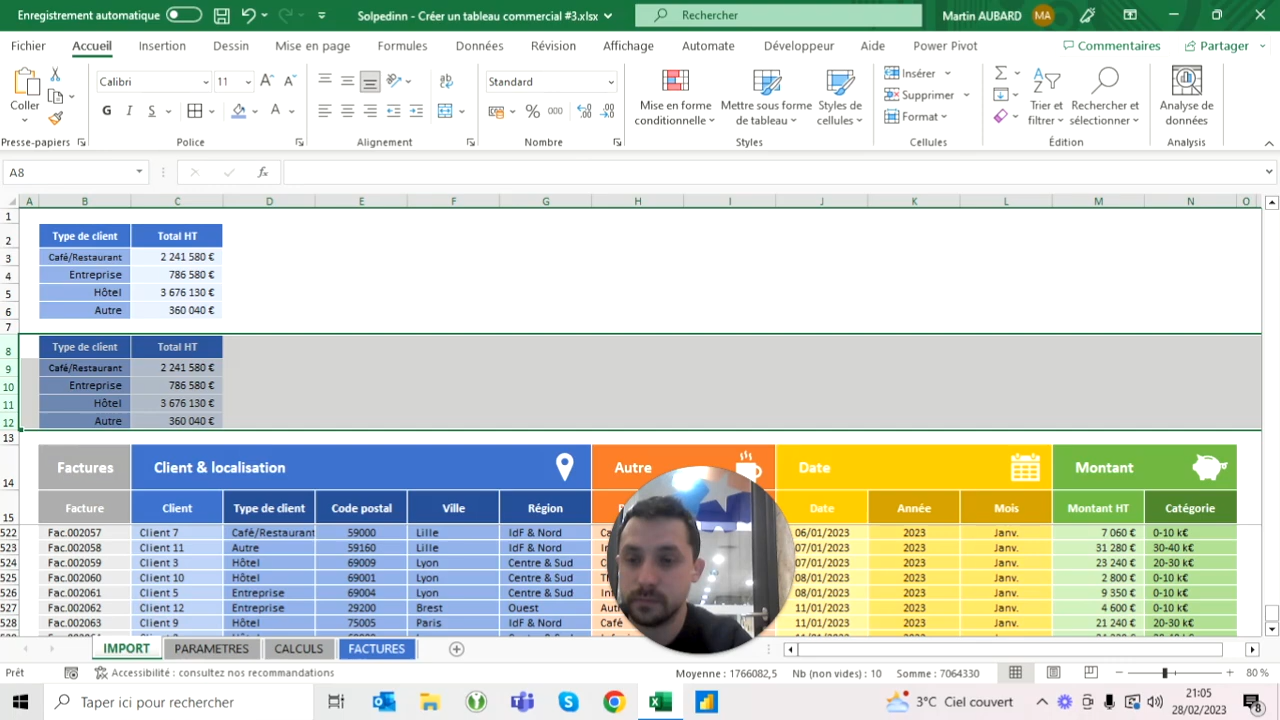 Enregistrement automatique
Solpedinn - Créer un tableau commercial #3.xlsx
Rechercher
Martin AUBARD MA
Fichier Accueil Insertion Dessin Mise en page Formules Données Révision Affichage Automate Développeur Aide Power Pivot Commentaires Partager
Coller
Calibri 11
G I S A
Standard
% 000
Mise en forme conditionnelle
Mettre sous forme de tableau
Styles de cellules
Insérer
Supprimer
Format
Trier et filtrer
Rechercher et sélectionner
Analyse de données
Presse-papiers Police Alignement Nombre Styles Cellules Édition Analysis
A8 fx
A B C D E F G H I J K L M N O
1
2 Type de client Total HT
3 Café/Restaurant 2 241 580 €
4 Entreprise 786 580 €
5 Hôtel 3 676 130 €
6 Autre 360 040 €
7
8 Type de client Total HT
9 Café/Restaurant 2 241 580 €
10 Entreprise 786 580 €
11 Hôtel 3 676 130 €
12 Autre 360 040 €
13
14 Factures Client & localisation Autre Date Montant
15 Facture Client Type de client Code postal Ville Région Date Année Mois Montant HT Catégorie
522 Fac.002057 Client 7 Café/Restaurant 59000 Lille IdF & Nord 06/01/2023 2023 Janv. 7 060 € 0-10 k€
523 Fac.002058 Client 11 Autre 59160 Lille IdF & Nord 07/01/2023 2023 Janv. 31 280 € 30-40 k€
524 Fac.002059 Client 3 Hôtel 69009 Lyon Centre & Sud 07/01/2023 2023 Janv. 23 240 € 20-30 k€
525 Fac.002060 Client 10 Hôtel 69001 Lyon Centre & Sud 08/01/2023 2023 Janv. 2 800 € 0-10 k€
526 Fac.002061 Client 5 Entreprise 69004 Lyon Centre & Sud 08/01/2023 2023 Janv. 9 350 € 0-10 k€
527 Fac.002062 Client 12 Entreprise 29200 Brest Ouest 11/01/2023 2023 Janv. 4 600 € 0-10 k€
528 Fac.002063 Client 9 Hôtel 75005 Paris IdF & Nord 11/01/2023 2023 Janv. 21 240 € 20-30 k€
IMPORT PARAMETRES CALCULS FACTURES
Prêt Accessibilité : consultez nos recommandations Moyenne : 1766082,5 Nb (non vides) : 10 Somme : 7064330 80 %
Taper ici pour rechercher
3°C Ciel couvert
21:05
28/02/2023
8